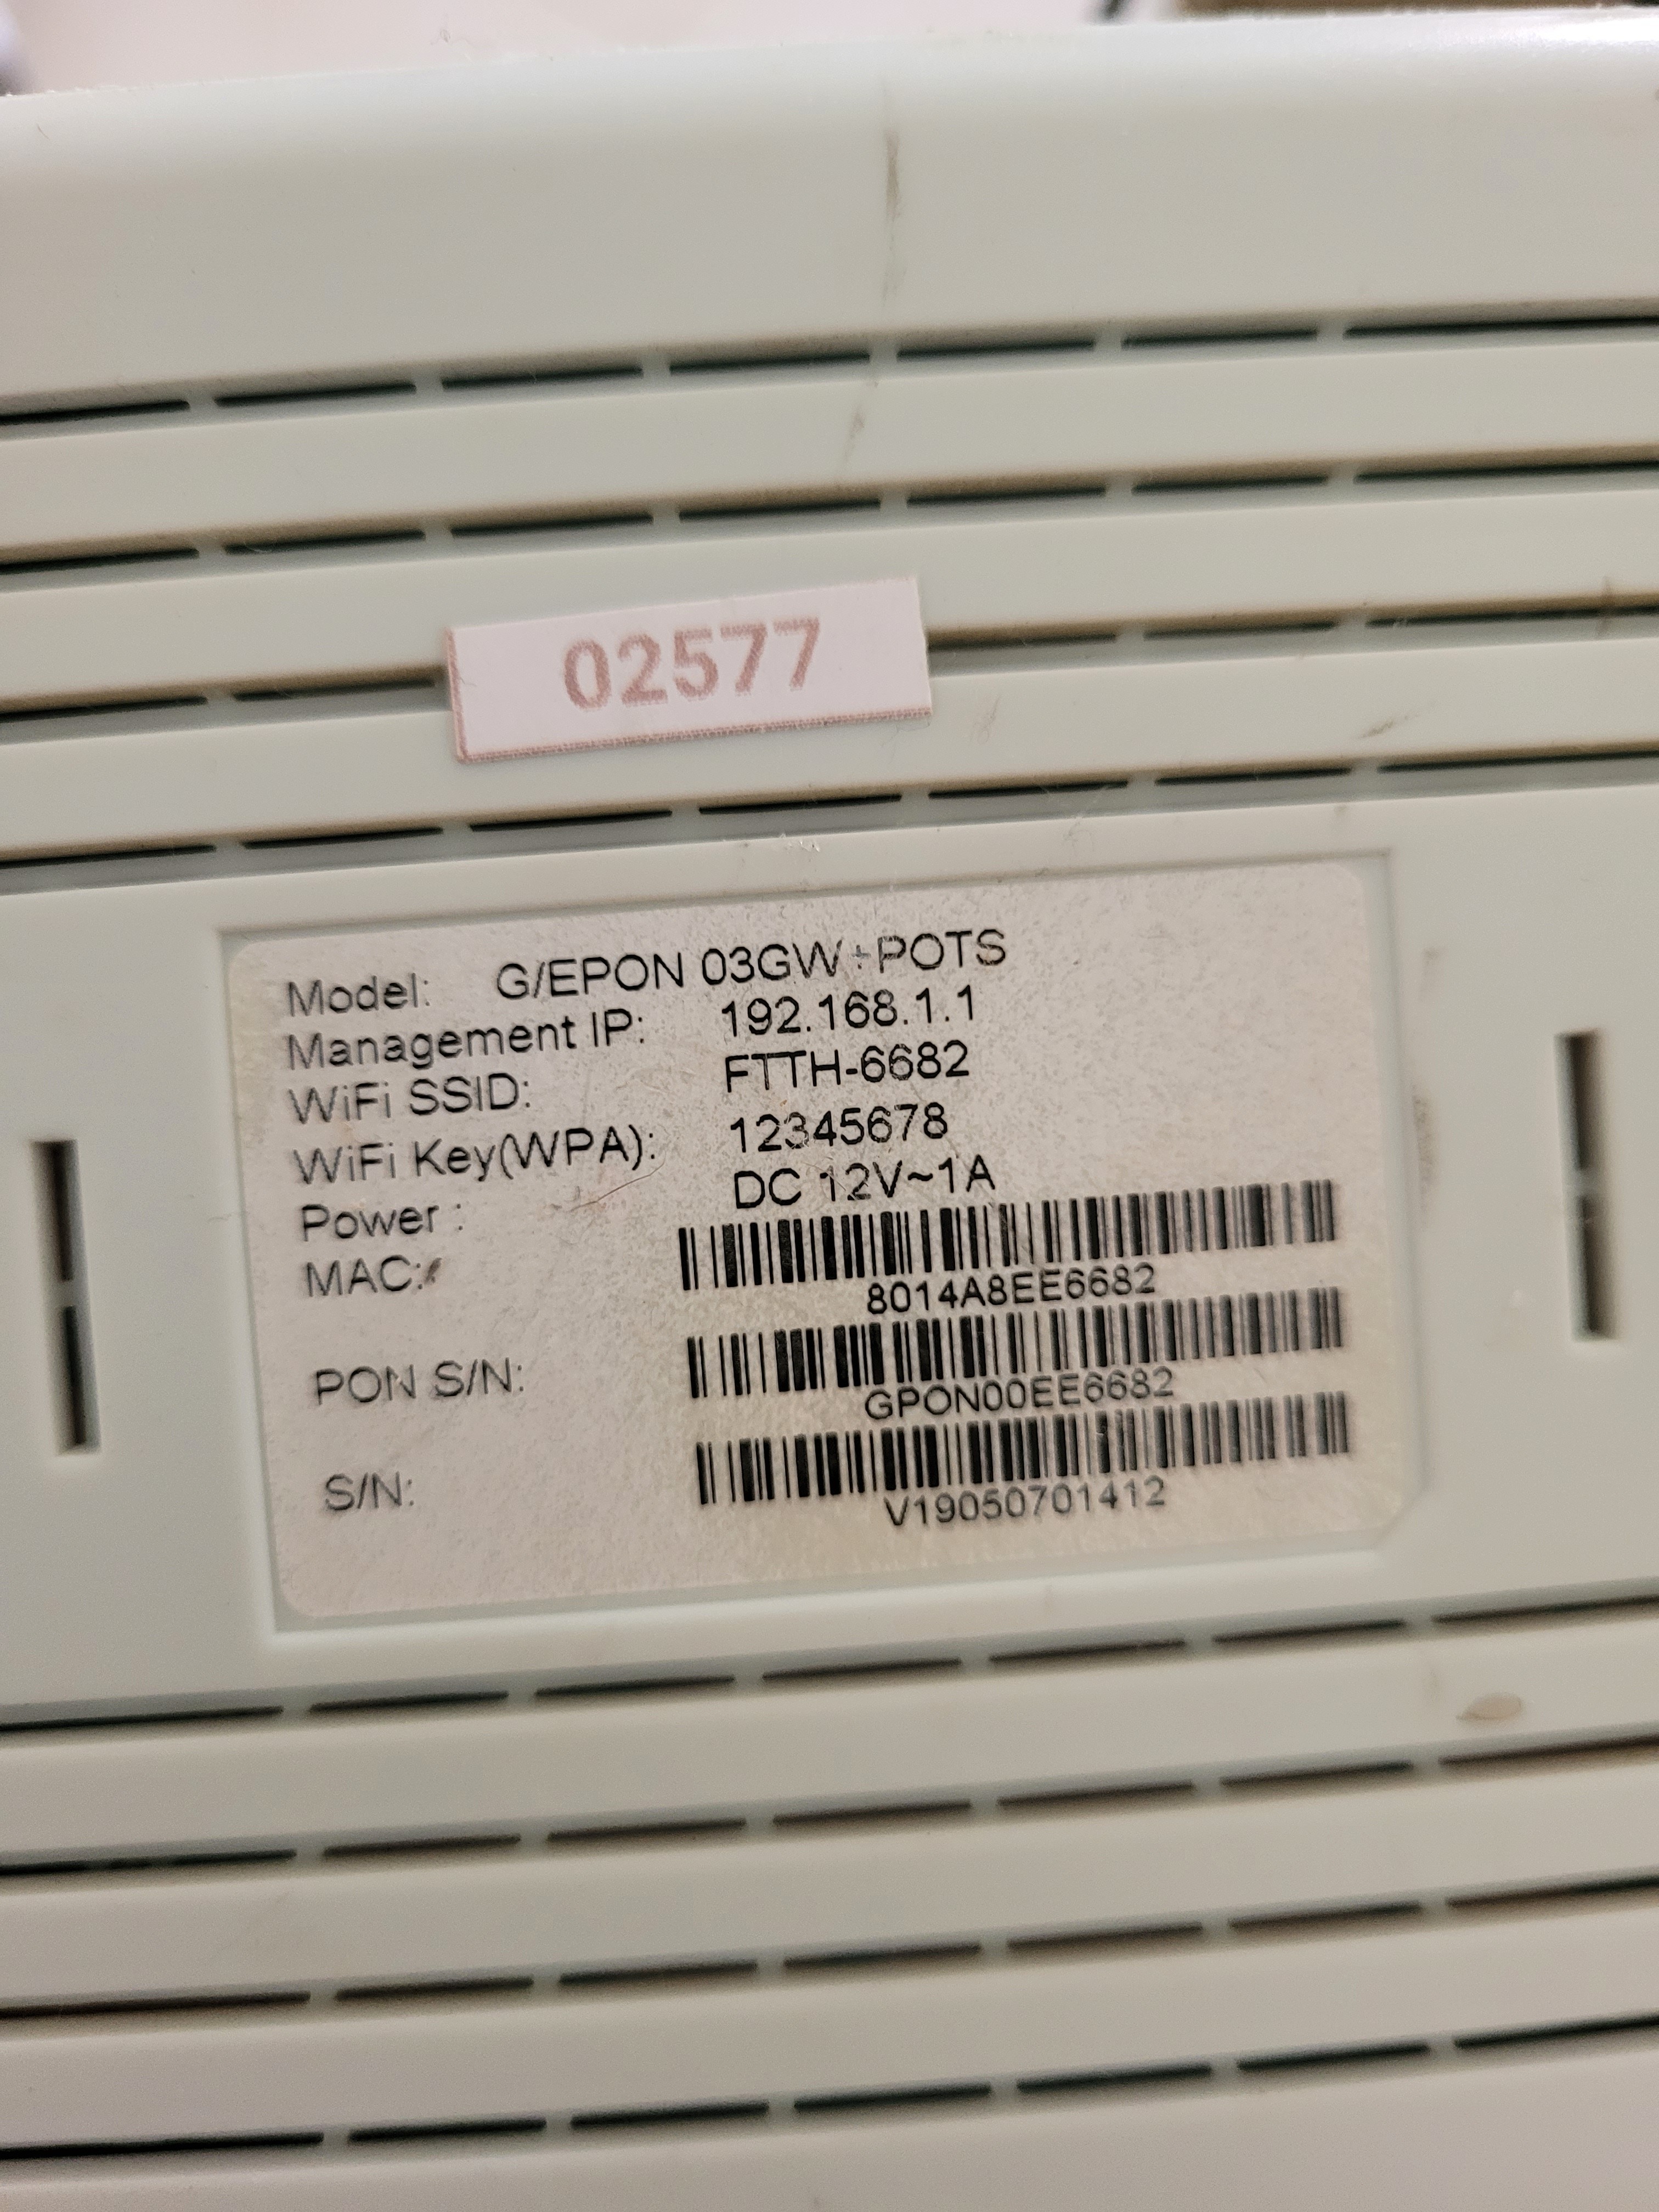 02577
Model: G/EPON 03GW+POTS
Management IP: 192.168.1.1
WiFi SSID: FTTH-6682
WiFi Key(WPA): 12345678
Power : DC 12V~1A
MAC:
8014A8EE6682
PON S/N:
GPON00EE6682
S/N:
V19050701412